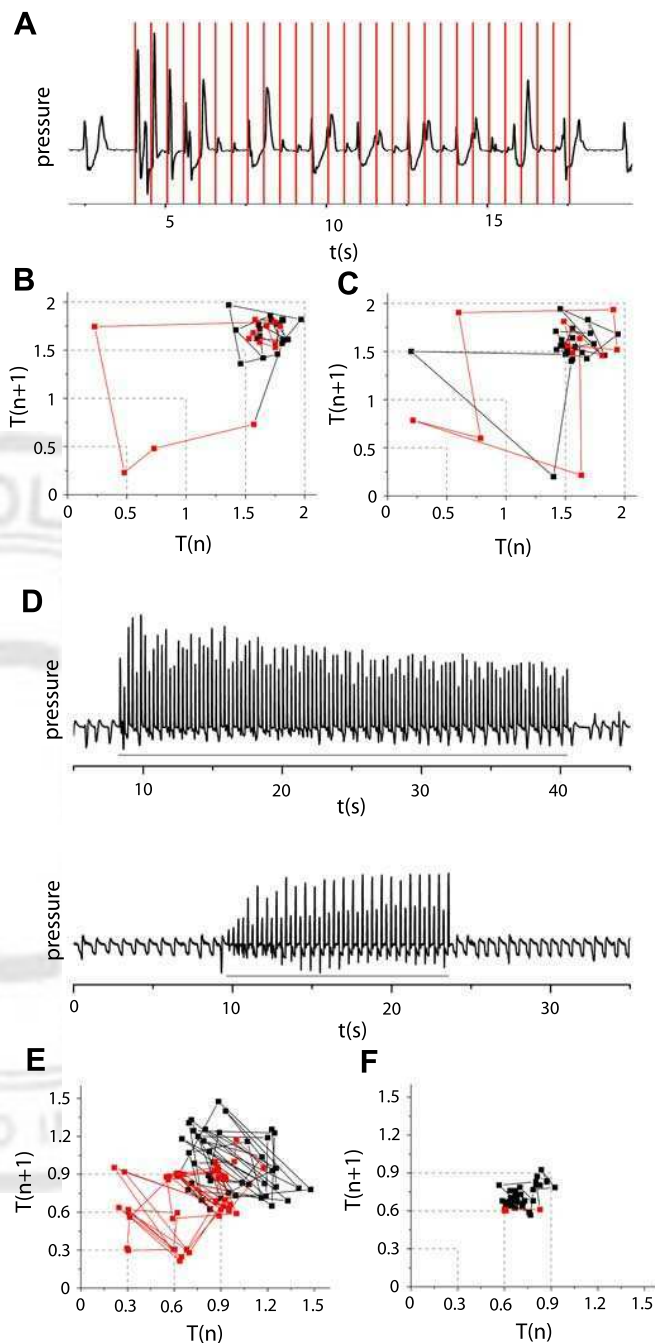 A
pressure
5 10 15
t(s)
B
T(n+1)
2
1.5
1
0.5
0
0 0.5 1 1.5 2
T(n)
C
T(n+1)
2
1.5
1
0.5
0
0 0.5 1 1.5 2
T(n)
D
pressure
10 20 30 40
t(s)
pressure
0 10 20 30
t(s)
E
T(n+1)
1.5
1.2
0.9
0.6
0.3
0
0 0.3 0.6 0.9 1.2 1.5
T(n)
F
T(n+1)
1.5
1.2
0.9
0.6
0.3
0
0 0.3 0.6 0.9 1.2 1.5
T(n)